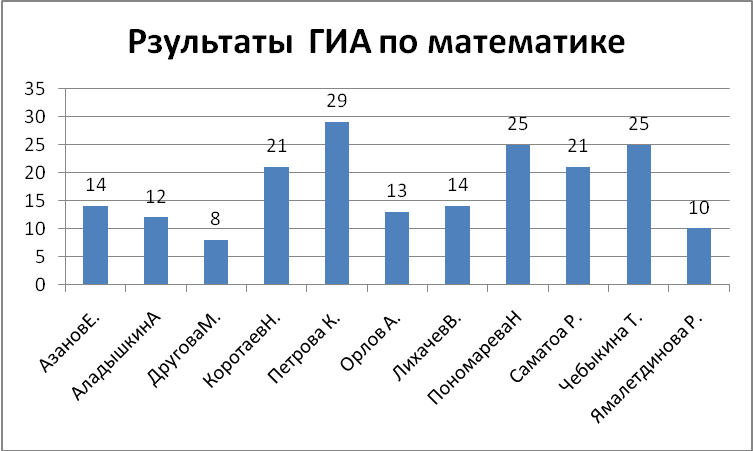 Рзультаты ГИА по математике
35
30
25
20
15
10
5
0
14
12
8
21
29
13
14
25
21
25
10
АзановЕ.
АладышкинА
ДруговаМ.
КоротаевН.
Петрова К.
Орлов А.
ЛихачевВ.
ПономареваН
Саматоа Р.
Чебыкина Т.
Ямалетдинова Р.